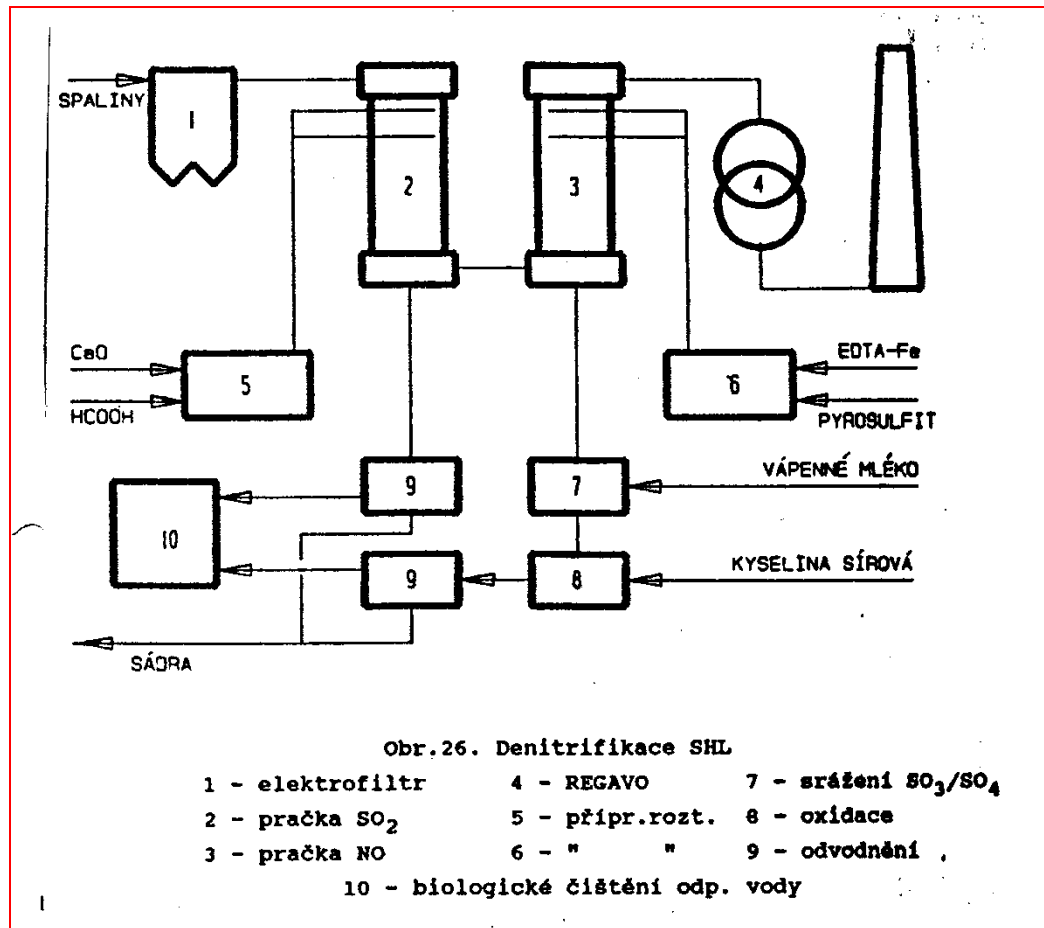 SPALINY
1
2
3
4
CaO
HCOOH
5
6
EDTA-Fe
PYROSULFIT
9
7
VÁPENNÉ MLÉKO
10
9
8
KYSELINA SÍROVÁ
SÁDRA
Obr.26. Denitrifikace SHL
1 - elektrofiltr 4 - REGAVO 7 - srážení SO3/SO4
2 - pračka SO2 5 - přípr.rozt. 8 - oxidace
3 - pračka NO 6 - " " 9 - odvodnění
10 - biologické čištění odp. vody